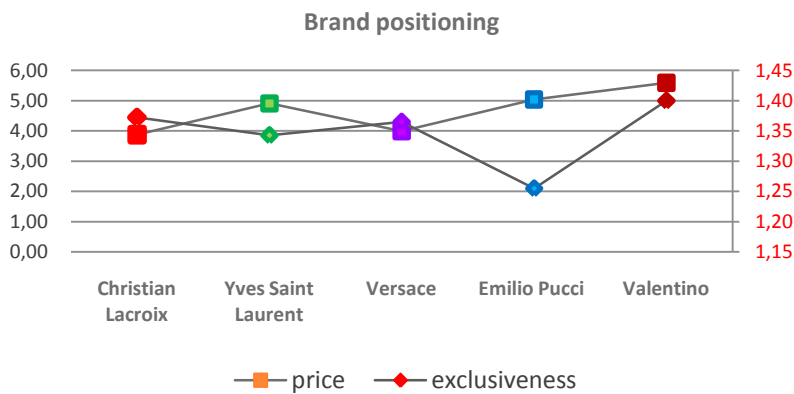 Brand positioning
6,00
5,00
4,00
3,00
2,00
1,00
0,00
1,45
1,40
1,35
1,30
1,25
1,20
1,15
Christian
Lacroix
Yves Saint
Laurent
Versace
Emilio Pucci
Valentino
price
exclusiveness